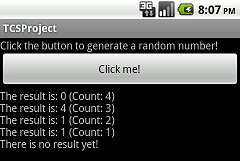 3G 8:07 PM
TCSProject
Click the button to generate a random number!
Click me!
The result is: 0 (Count: 4)
The result is: 4 (Count: 3)
The result is: 1 (Count: 2)
The result is: 1 (Count: 1)
There is no result yet!